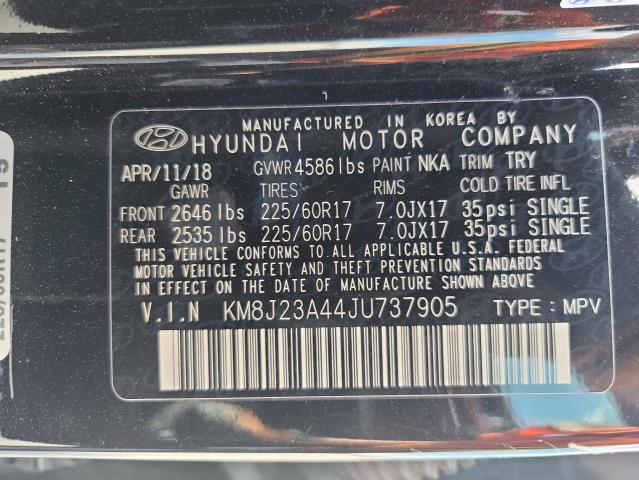 MANUFACTURED IN KOREA BY
HYUNDAI MOTOR COMPANY
APR/11/18 GVWR 4586lbs PAINT NKA TRIM TRY
GAWR TIRES RIMS COLD TIRE INFL
FRONT 2646 lbs 225/60R17 7.0JX17 35psi SINGLE
REAR 2535 lbs 225/60R17 7.0JX17 35psi SINGLE
THIS VEHICLE CONFORMS TO ALL APPLICABLE U.S.A. FEDERAL
MOTOR VEHICLE SAFETY AND THEFT PREVENTION STANDARDS
IN EFFECT ON THE DATE OF MANUFACTURE SHOWN ABOVE.
V.I.N KM8J23A44JU737905 TYPE : MPV